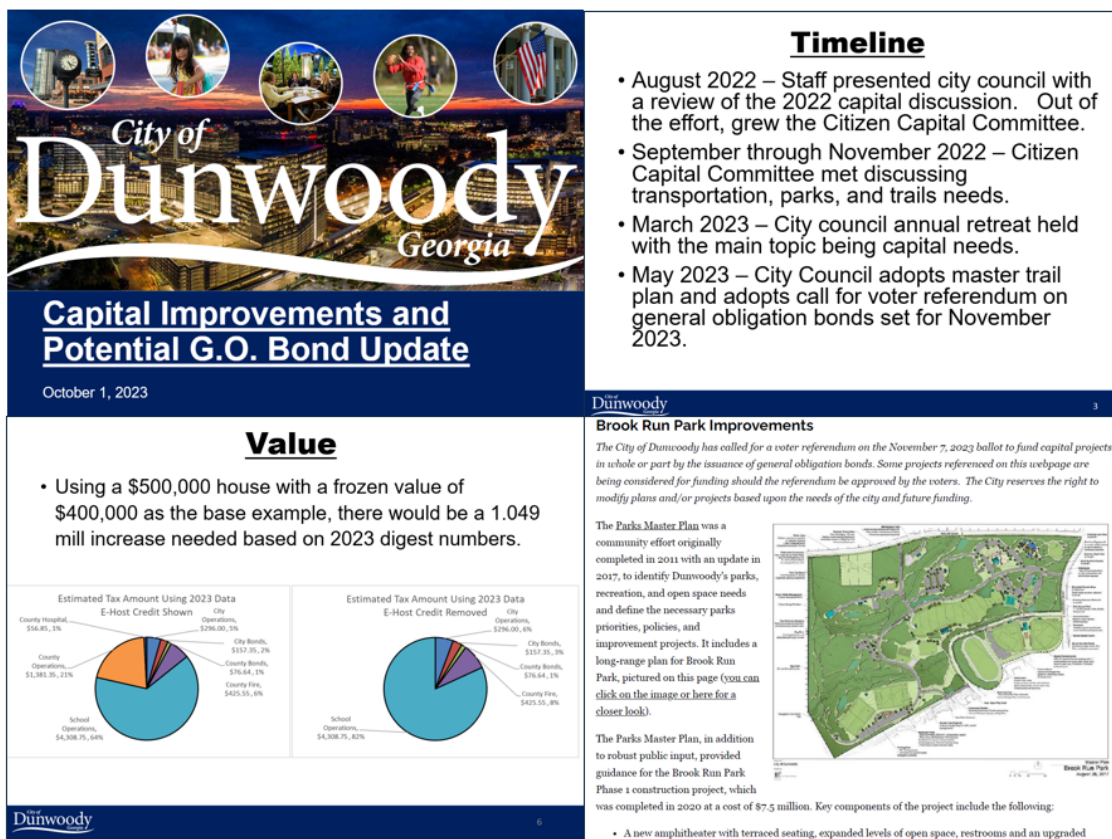 City of
Dunwoody
Georgia
Capital Improvements and
Potential G.O. Bond Update
October 1, 2023
Timeline
• August 2022 – Staff presented city council with
a review of the 2022 capital discussion. Out of
the effort, grew the Citizen Capital Committee.
• September through November 2022 – Citizen
Capital Committee met discussing
transportation, parks, and trails needs.
• March 2023 – City council annual retreat held
with the main topic being capital needs.
• May 2023 – City Council adopts master trail
plan and adopts call for voter referendum on
general obligation bonds set for November
2023.
City of
Dunwoody
Georgia
3
Value
• Using a $500,000 house with a frozen value of
$400,000 as the base example, there would be a 1.049
mill increase needed based on 2023 digest numbers.
Estimated Tax Amount Using 2023 Data
E-Host Credit Shown
County Hospital,
$56.85, 1%
City
Operations,
$296.00, 5%
City Bonds,
$157.35, 2%
County Bonds,
$76.64, 1%
County Fire,
$425.55, 6%
County
Operations,
$1,381.35, 21%
School
Operations,
$4,308.75, 64%
Estimated Tax Amount Using 2023 Data
E-Host Credit Removed
City
Operations,
$296.00, 6%
City Bonds,
$157.35, 3%
County Bonds,
$76.64, 1%
County Fire,
$425.55, 8%
School
Operations,
$4,308.75, 82%
City of
Dunwoody
Georgia
6
Brook Run Park Improvements
The City of Dunwoody has called for a voter referendum on the November 7, 2023 ballot to fund capital projects
in whole or part by the issuance of general obligation bonds. Some projects referenced on this webpage are
being considered for funding should the referendum be approved by the voters. The City reserves the right to
modify plans and/or projects based upon the needs of the city and future funding.
The Parks Master Plan was a
community effort originally
completed in 2011 with an update in
2017, to identify Dunwoody's parks,
recreation, and open space needs
and define the necessary parks
priorities, policies, and
improvement projects. It includes a
long-range plan for Brook Run
Park, pictured on this page (you can
click on the image or here for a
closer look).
Master Plan
Brook Run Park
August 28, 2017
The Parks Master Plan, in addition
to robust public input, provided
guidance for the Brook Run Park
Phase 1 construction project, which
was completed in 2020 at a cost of $7.5 million. Key components of the project include the following:
• A new amphitheater with terraced seating, expanded levels of open space, restrooms and an upgraded